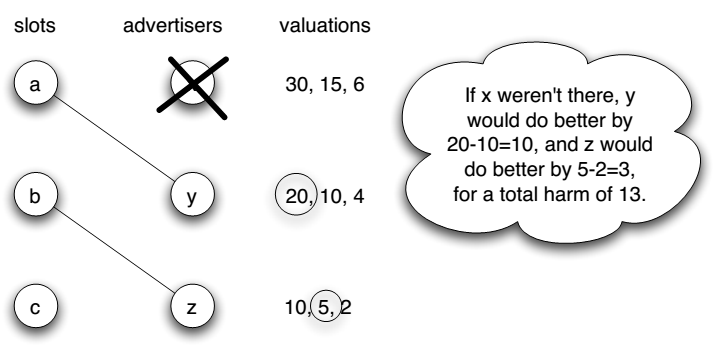 slots advertisers valuations
a 30, 15, 6
b y 20, 10, 4
c z 10, 5, 2
If x weren't there, y
would do better by
20-10=10, and z would
do better by 5-2=3,
for a total harm of 13.